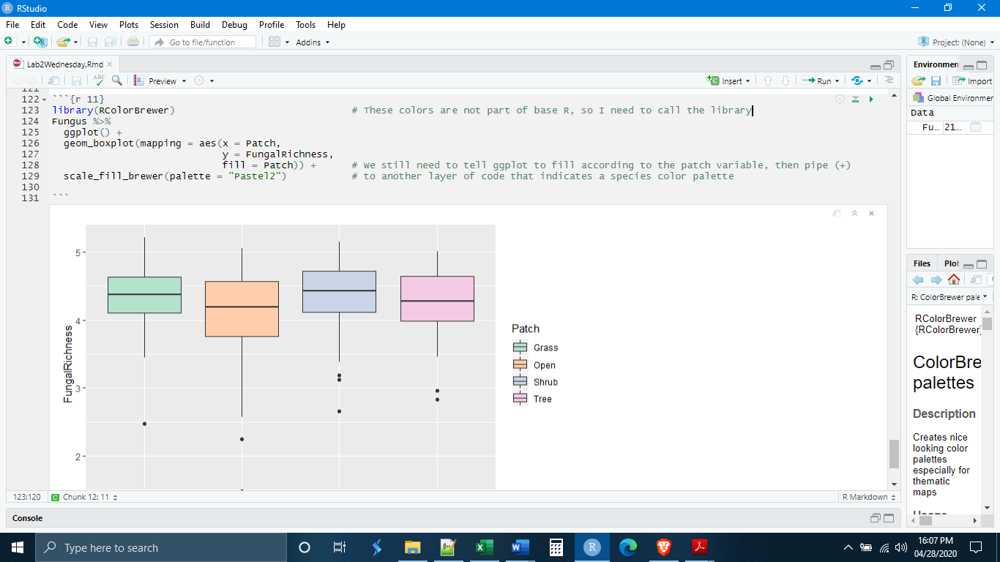 RStudio
File Edit Code View Plots Session Build Debug Profile Tools Help
Go to file/function Addins Project: (None)
Lab2Wednesday.Rmd
ABC Preview Insert Run
121
122 ```{r 11}
123 library(RColorBrewer) # These colors are not part of base R, so I need to call the library
124 Fungus %>%
125 ggplot() +
126 geom_boxplot(mapping = aes(x = Patch,
127 y = FungalRichness,
128 fill = Patch)) + # We still need to tell ggplot to fill according to the patch variable, then pipe (+)
129 scale_fill_brewer(palette = "Pastel2") # to another layer of code that indicates a species color palette
130
131 ```
5
4
3
2
FungalRichness
Patch
Grass
Open
Shrub
Tree
123:120 Chunk 12: 11 R Markdown
Console
Environmen
Import
Global Environmen
Data
Fu... 21...
Files Plot
R: ColorBrewer pale
RColorBrewer
{RColorBrewer}
ColorBre
palettes
Description
Creates nice
looking color
palettes
especially for
thematic
maps
Usage
Type here to search
16:07 PM
04/28/2020